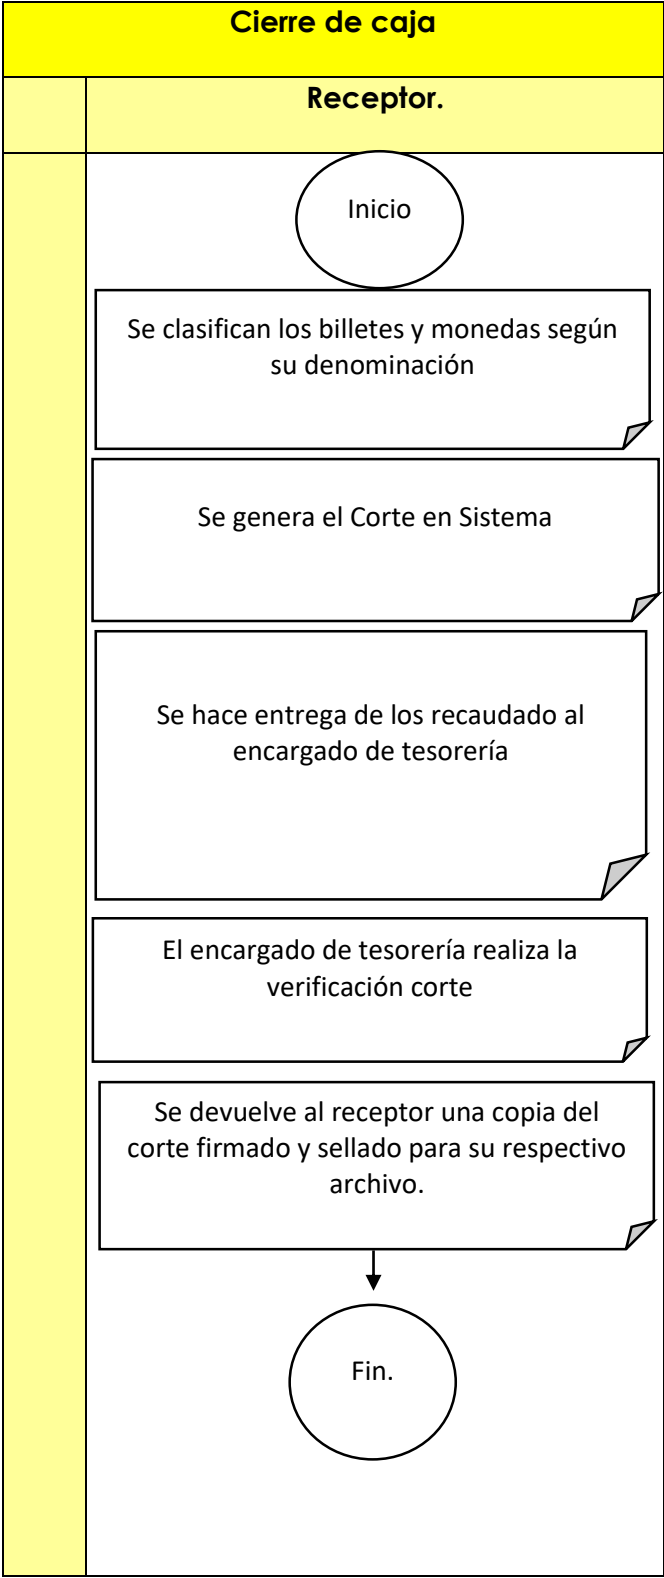 Cierre de caja
Receptor.
Inicio
Se clasifican los billetes y monedas según
su denominación
Se genera el Corte en Sistema
Se hace entrega de los recaudado al
encargado de tesorería
El encargado de tesorería realiza la
verificación corte
Se devuelve al receptor una copia del
corte firmado y sellado para su respectivo
archivo.
Fin.